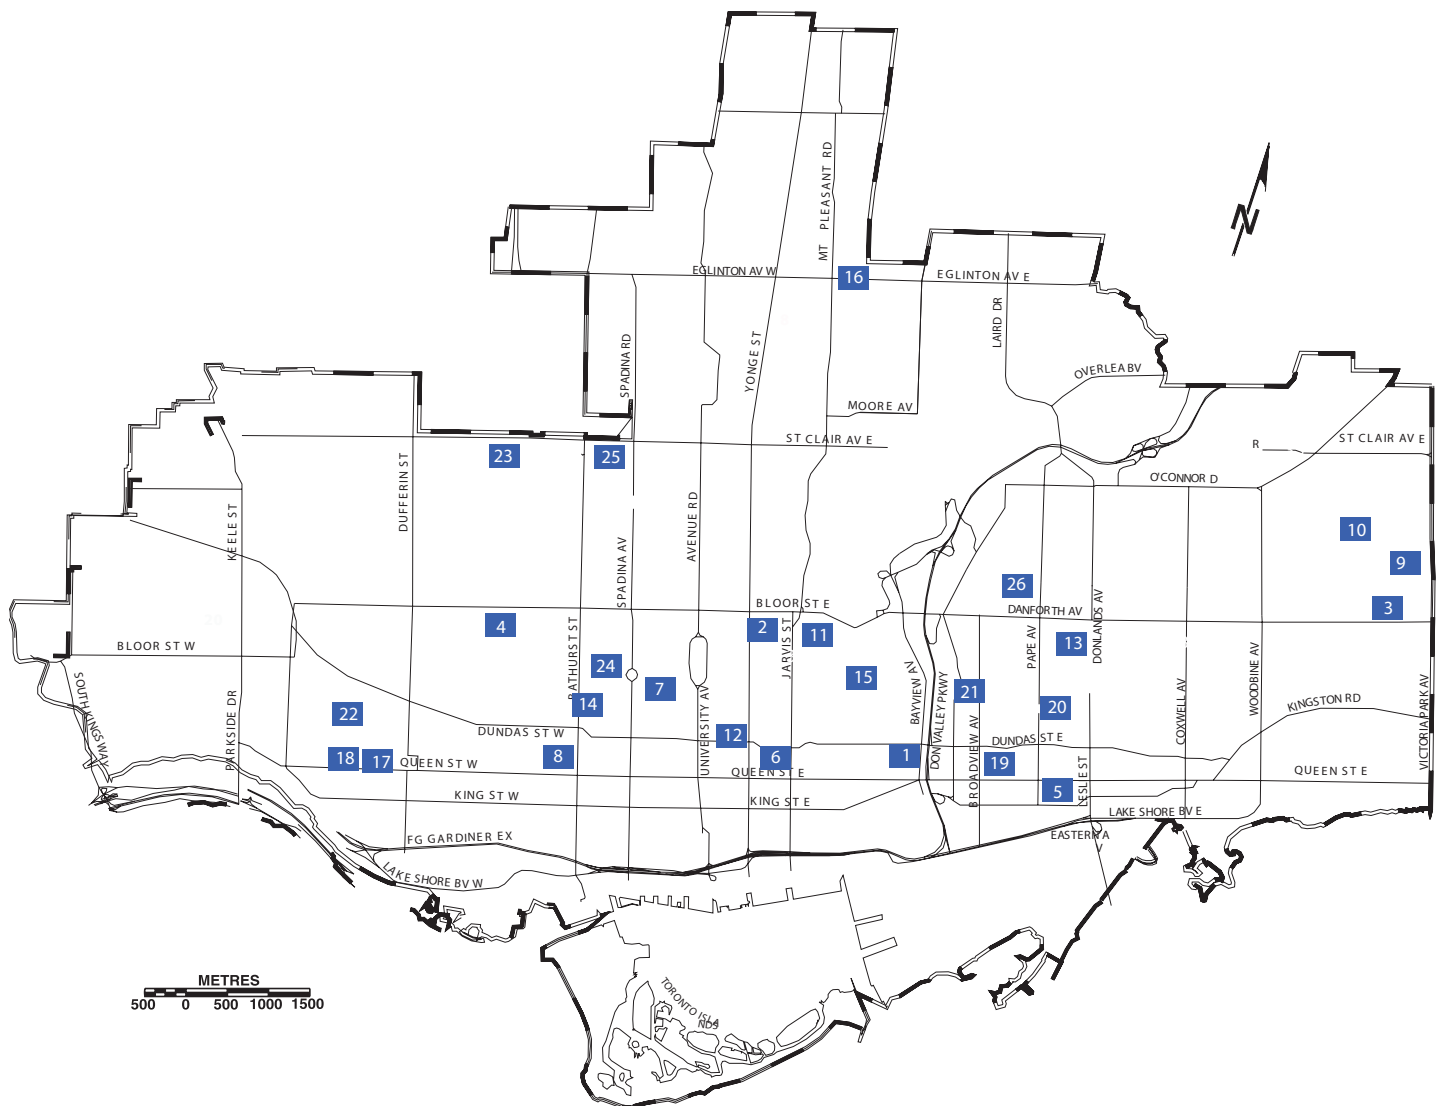 MT PLEASANT RD
N
EGLINTON AV W
16
EGLINTON AV E
LAIRD DR
SPADINA RD
YONGE ST
OVERLEA BV
MOORE AV
ST CLAIR AV E
R
ST CLAIR AV E
23
25
DUFFERIN ST
AVENUE RD
O'CONNOR D
KEELE ST
10
SPADINA AV
9
26
DONLANDS AV
BLOOR ST E
DANFORTH AV
3
4
2
11
BATHURST ST
JARVIS ST
PAPE AV
13
BLOOR ST W
24
7
15
BAYVIEW AV
21
WOODBINE AV
SOUTH KINGSWAY
PARKSIDE DR
14
20
COXWELL AV
KINGSTON RD
22
UNIVERSITY AV
DON VALLEY PKWY
VICTORIA PARK AV
DUNDAS ST W
12
DUNDAS ST E
18
17
8
6
1
BROADVIEW AV
19
QUEEN ST W
QUEEN ST E
QUEEN ST E
LESLIE ST
5
KING ST W
KING ST E
LAKE SHORE BV E
FG GARDINER EX
EASTERN A
V
LAKE SHORE BV W
METRES
500 0 500 1000 1500
TORONTO ISLA
NDS